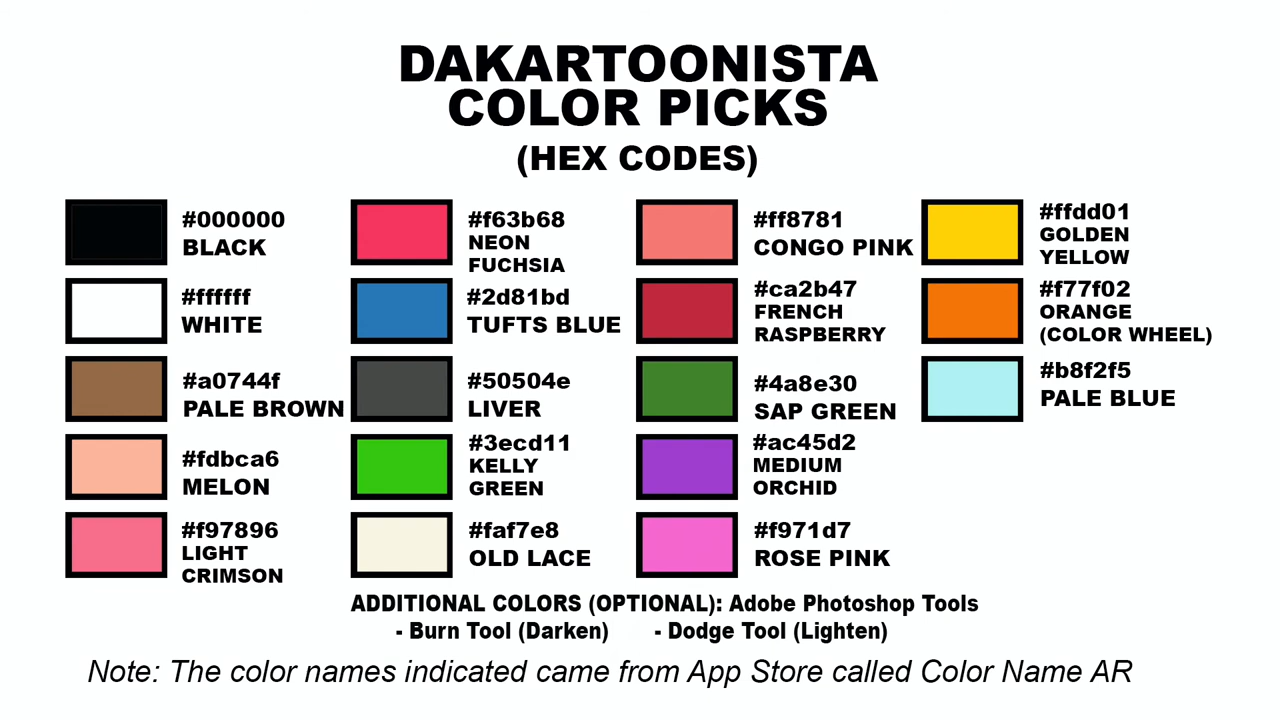 DAKARTOONISTA
COLOR PICKS
(HEX CODES)
#000000
BLACK
#ffffff
WHITE
#a0744f
PALE BROWN
#fdbca6
MELON
#f97896
LIGHT
CRIMSON
#f63b68
NEON
FUCHSIA
#2d81bd
TUFTS BLUE
#50504e
LIVER
#3ecd11
KELLY
GREEN
#faf7e8
OLD LACE
#ff8781
CONGO PINK
#ca2b47
FRENCH
RASPBERRY
#4a8e30
SAP GREEN
#ac45d2
MEDIUM
ORCHID
#f971d7
ROSE PINK
#ffdd01
GOLDEN
YELLOW
#f77f02
ORANGE
(COLOR WHEEL)
#b8f2f5
PALE BLUE
ADDITIONAL COLORS (OPTIONAL): Adobe Photoshop Tools
- Burn Tool (Darken) - Dodge Tool (Lighten)
Note: The color names indicated came from App Store called Color Name AR